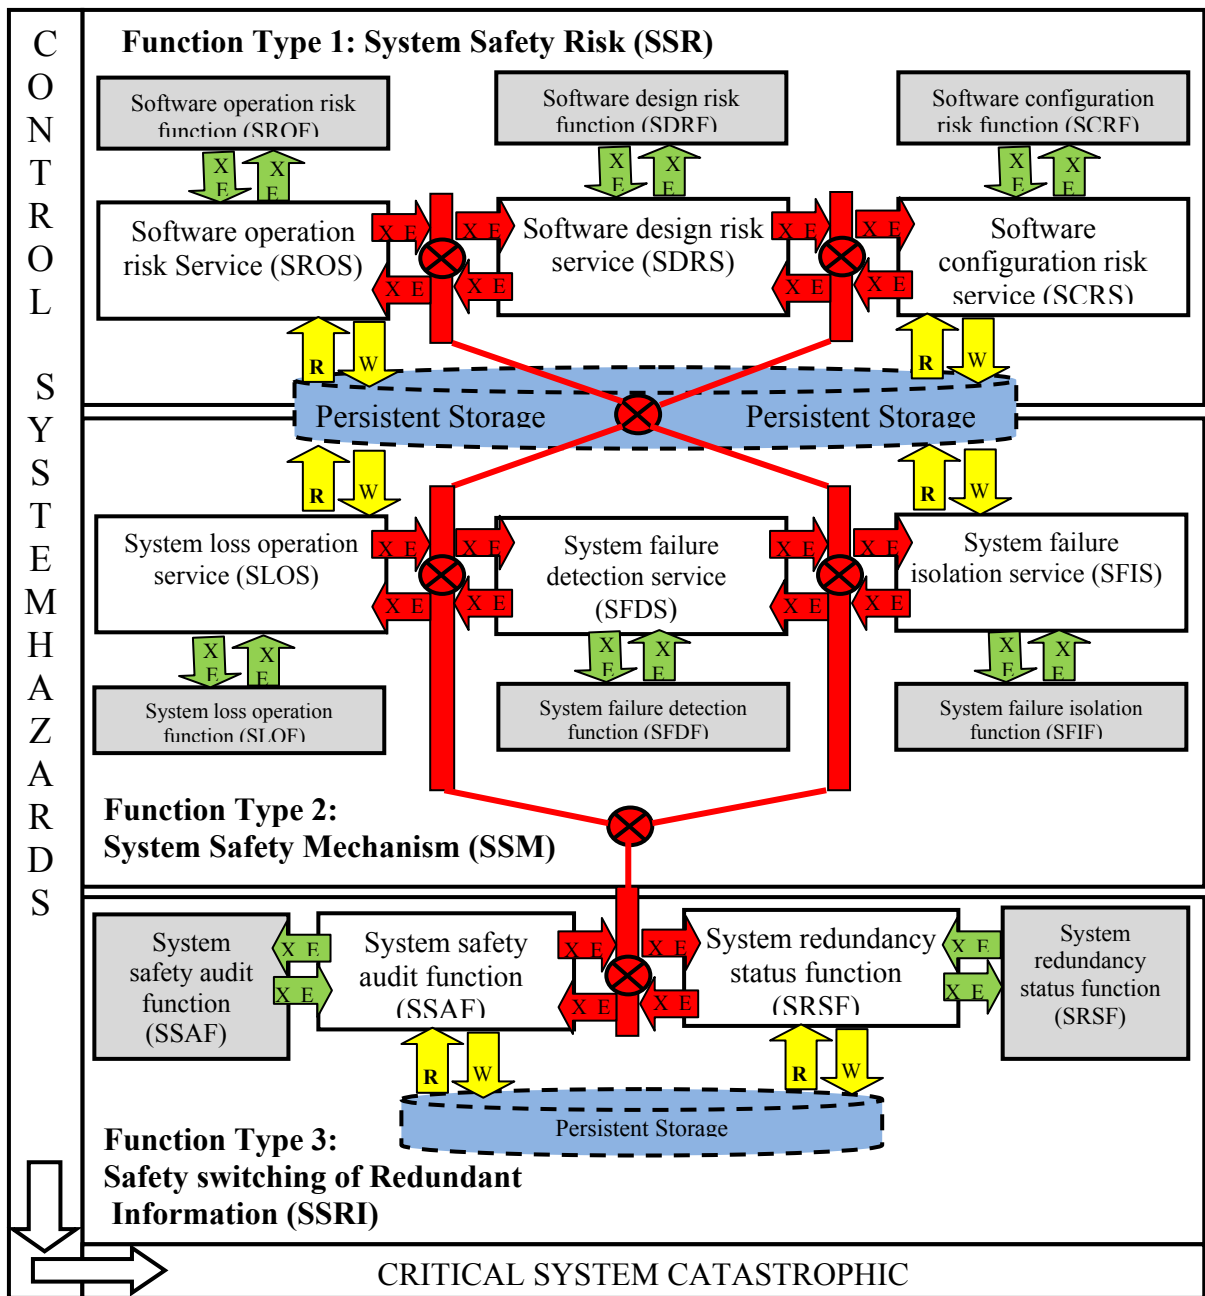 CONTROL SYSTEM HAZARDS
Function Type 1: System Safety Risk (SSR)
Software operation risk
function (SROF)
Software design risk
function (SDRF)
Software configuration
risk function (SCRF)
X
E
X
E
X
E
X
E
X
E
X
E
Software operation
risk Service (SROS)
X E
X E
X E
X E
Software design risk
service (SDRS)
X E
X E
X E
X E
Software
configuration risk
service (SCRS)
R
W
R
W
Persistent Storage
Persistent Storage
R
W
R
W
System loss operation
service (SLOS)
X E
X E
X E
X E
System failure
detection service
(SFDS)
X E
X E
X E
X E
System failure
isolation service (SFIS)
X
E
X
E
X
E
X
E
X
E
X
E
System loss operation
function (SLOF)
System failure detection
function (SFDF)
System failure isolation
function (SFIF)
Function Type 2:
System Safety Mechanism (SSM)
System
safety audit
function
(SSAF)
X E
X E
System safety
audit function
(SSAF)
X E
X E
X E
X E
System redundancy
status function
(SRSF)
X E
X E
System
redundancy
status function
(SRSF)
R
W
R
W
Persistent Storage
Function Type 3:
Safety switching of Redundant
Information (SSRI)
CRITICAL SYSTEM CATASTROPHIC